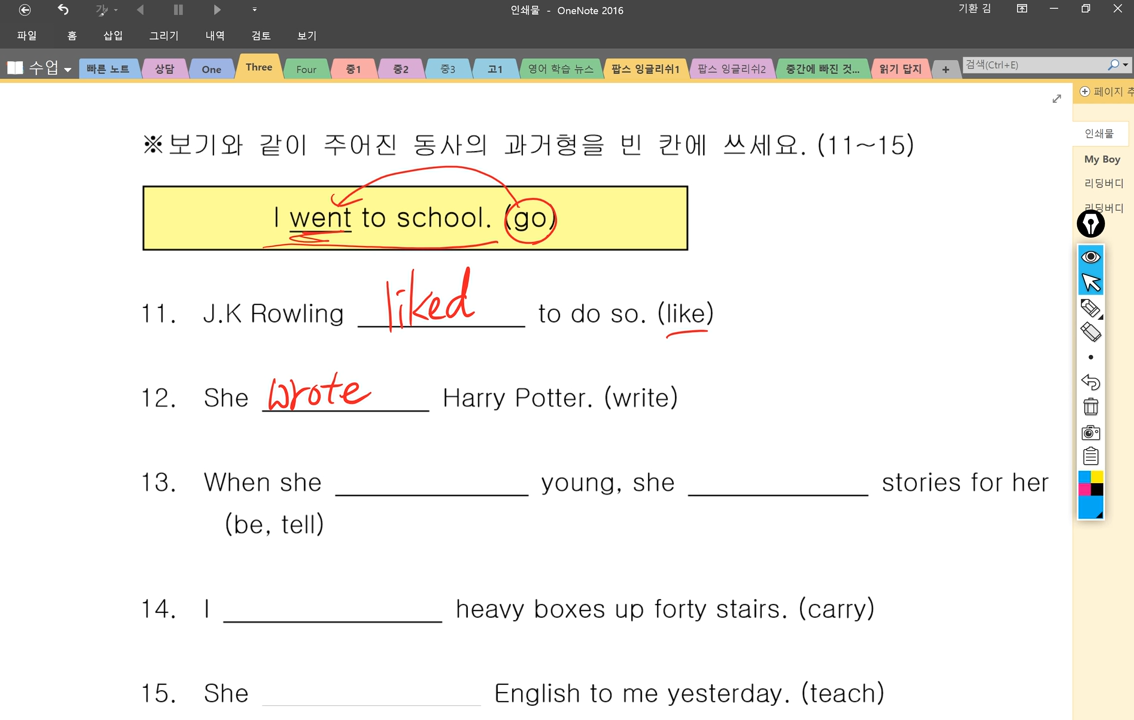 인쇄물 - OneNote 2016
기환 김
파일 홈 삽입 그리기 내역 검토 보기
수업 빠른 노트 상담 One Three Four 중1 중2 중3 고1 영어 학습 뉴스 팝스 잉글리쉬1 팝스 잉글리쉬2 중간에 빠진 것... 읽기 답지 + 검색(Ctrl+E)
페이지 추
인쇄물
My Boy
리딩버디
리딩버디
※보기와 같이 주어진 동사의 과거형을 빈 칸에 쓰세요. (11~15)
I went to school. (go)
11. J.K Rowling liked to do so. (like)
12. She wrote Harry Potter. (write)
13. When she ______ young, she ______ stories for her
(be, tell)
14. I ______ heavy boxes up forty stairs. (carry)
15. She ______ English to me yesterday. (teach)